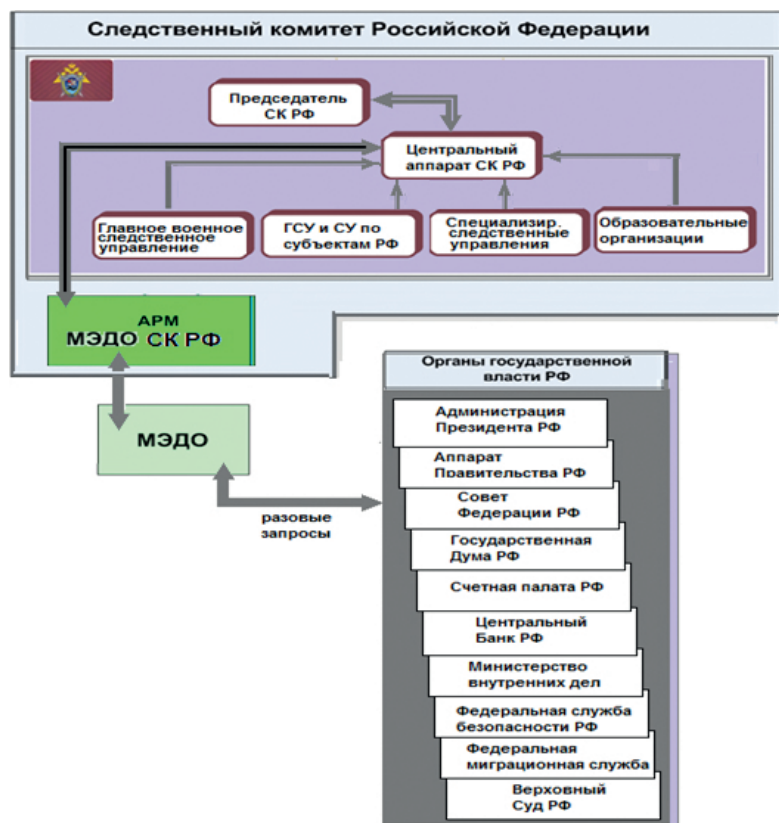 Следственный комитет Российской Федерации
Председатель
СК РФ
Центральный
аппарат СК РФ
Главное военное
следственное
управление
ГСУ и СУ по
субъектам РФ
Специализир.
следственные
управления
Образовательные
организации
АРМ
МЭДО СК РФ
МЭДО
разовые
запросы
Органы государственной
власти РФ
Администрация
Президента РФ
Аппарат
Правительства РФ
Совет
Федерации РФ
Государственная
Дума РФ
Счетная палата РФ
Центральный
Банк РФ
Министерство
внутренних дел
Федеральная служба
безопасности РФ
Федеральная
миграционная служба
Верховный
Суд РФ